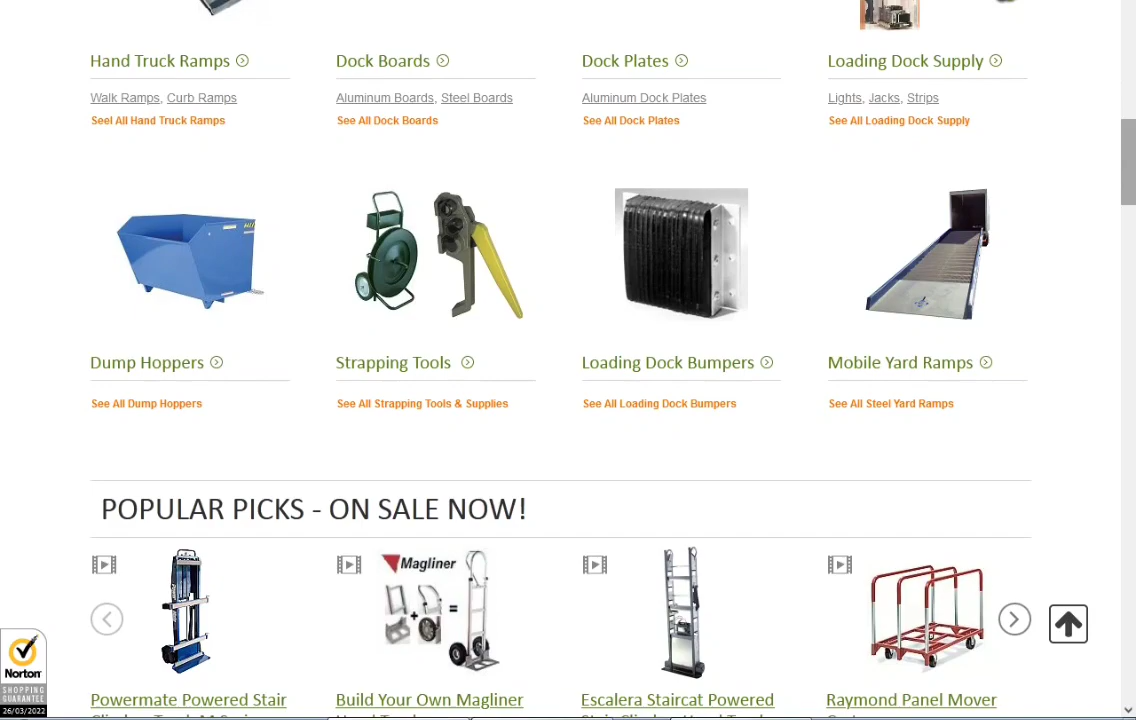 Hand Truck Ramps
Dock Boards
Dock Plates
Loading Dock Supply
Walk Ramps, Curb Ramps
Aluminum Boards, Steel Boards
Aluminum Dock Plates
Lights, Jacks, Strips
Seel All Hand Truck Ramps
See All Dock Boards
See All Dock Plates
See All Loading Dock Supply
Dump Hoppers
Strapping Tools
Loading Dock Bumpers
Mobile Yard Ramps
See All Dump Hoppers
See All Strapping Tools & Supplies
See All Loading Dock Bumpers
See All Steel Yard Ramps
POPULAR PICKS - ON SALE NOW!
Magliner
Norton
SHOPPING
GUARANTEE
26/03/2022
Powermate Powered Stair
Build Your Own Magliner
Escalera Staircat Powered
Raymond Panel Mover